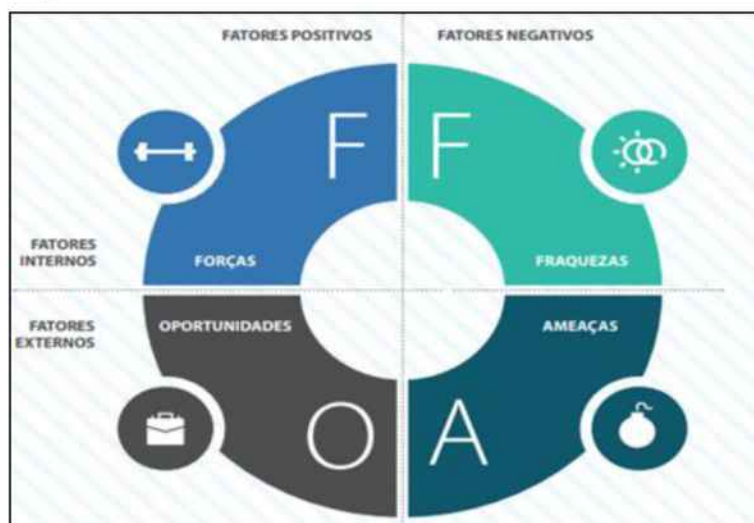 FATORES POSITIVOS
FATORES NEGATIVOS
F
F
FATORES
INTERNOS
FORÇAS
FRAQUEZAS
FATORES
EXTERNOS
OPORTUNIDADES
AMEAÇAS
O
A